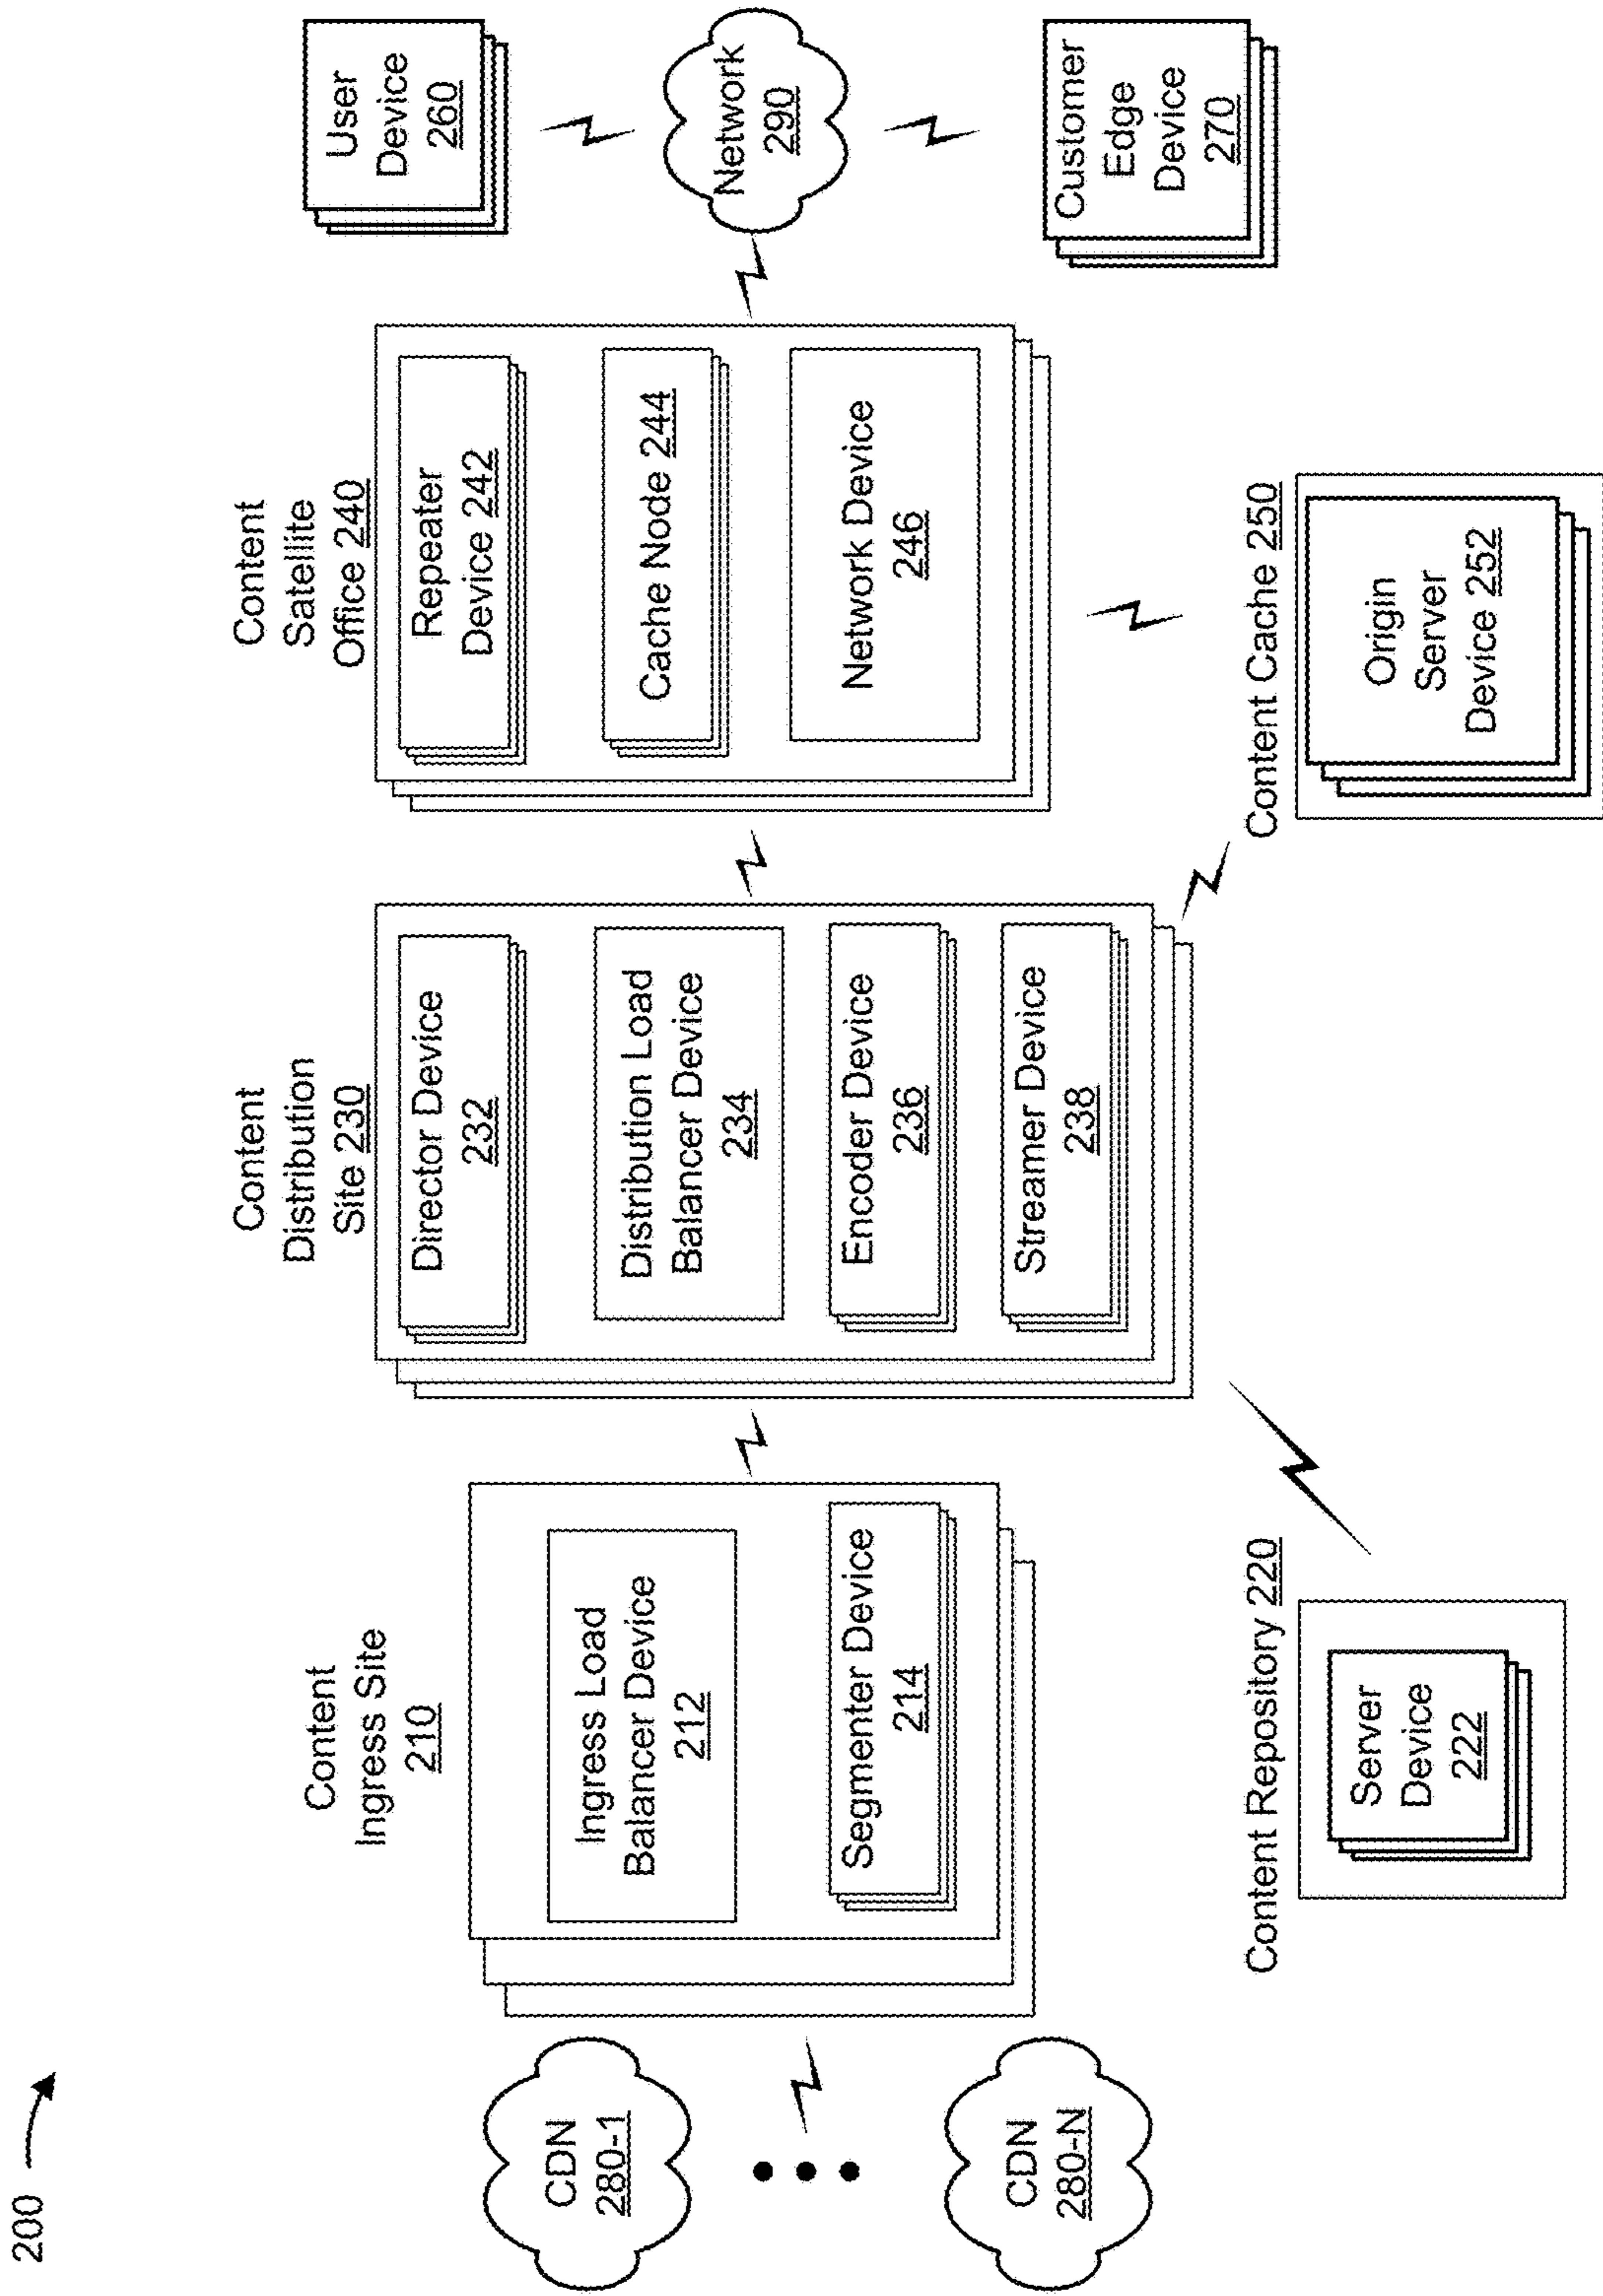 200
CDN
280-1
CDN
280-N
Content
Ingress Site
210
Ingress Load
Balancer Device
212
Segmenter Device
214
Content Repository 220
Server
Device
222
Content
Distribution
Site 230
Director Device
232
Distribution Load
Balancer Device
234
Encoder Device
236
Streamer Device
238
Content
Satellite
Office 240
Repeater
Device 242
Cache Node 244
Network Device
246
Content Cache 250
Origin
Server
Device 252
User
Device
260
Network
290
Customer
Edge
Device
270